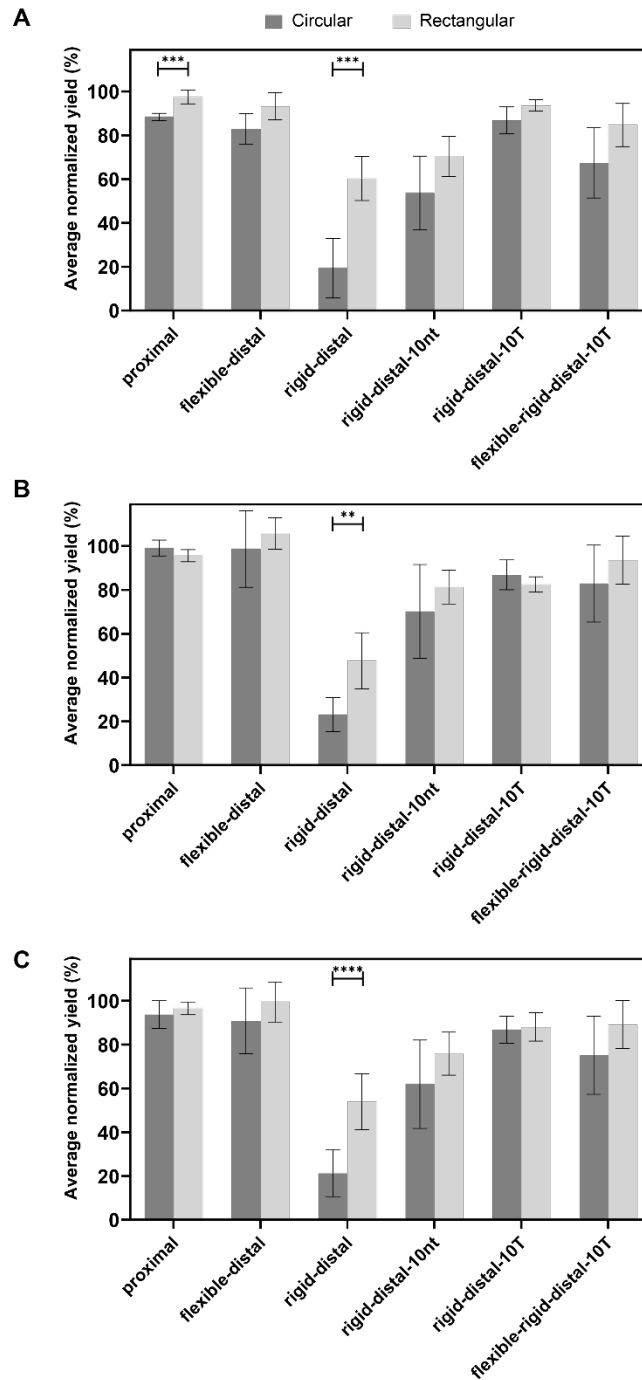 A
Circular Rectangular
Average normalized yield (%)
100
80
60
40
20
0
***
***
proximal
flexible-distal
rigid-distal
rigid-distal-10nt
rigid-distal-10T
flexible-rigid-distal-10T
B
Average normalized yield (%)
100
80
60
40
20
0
**
proximal
flexible-distal
rigid-distal
rigid-distal-10nt
rigid-distal-10T
flexible-rigid-distal-10T
C
Average normalized yield (%)
100
80
60
40
20
0
****
proximal
flexible-distal
rigid-distal
rigid-distal-10nt
rigid-distal-10T
flexible-rigid-distal-10T